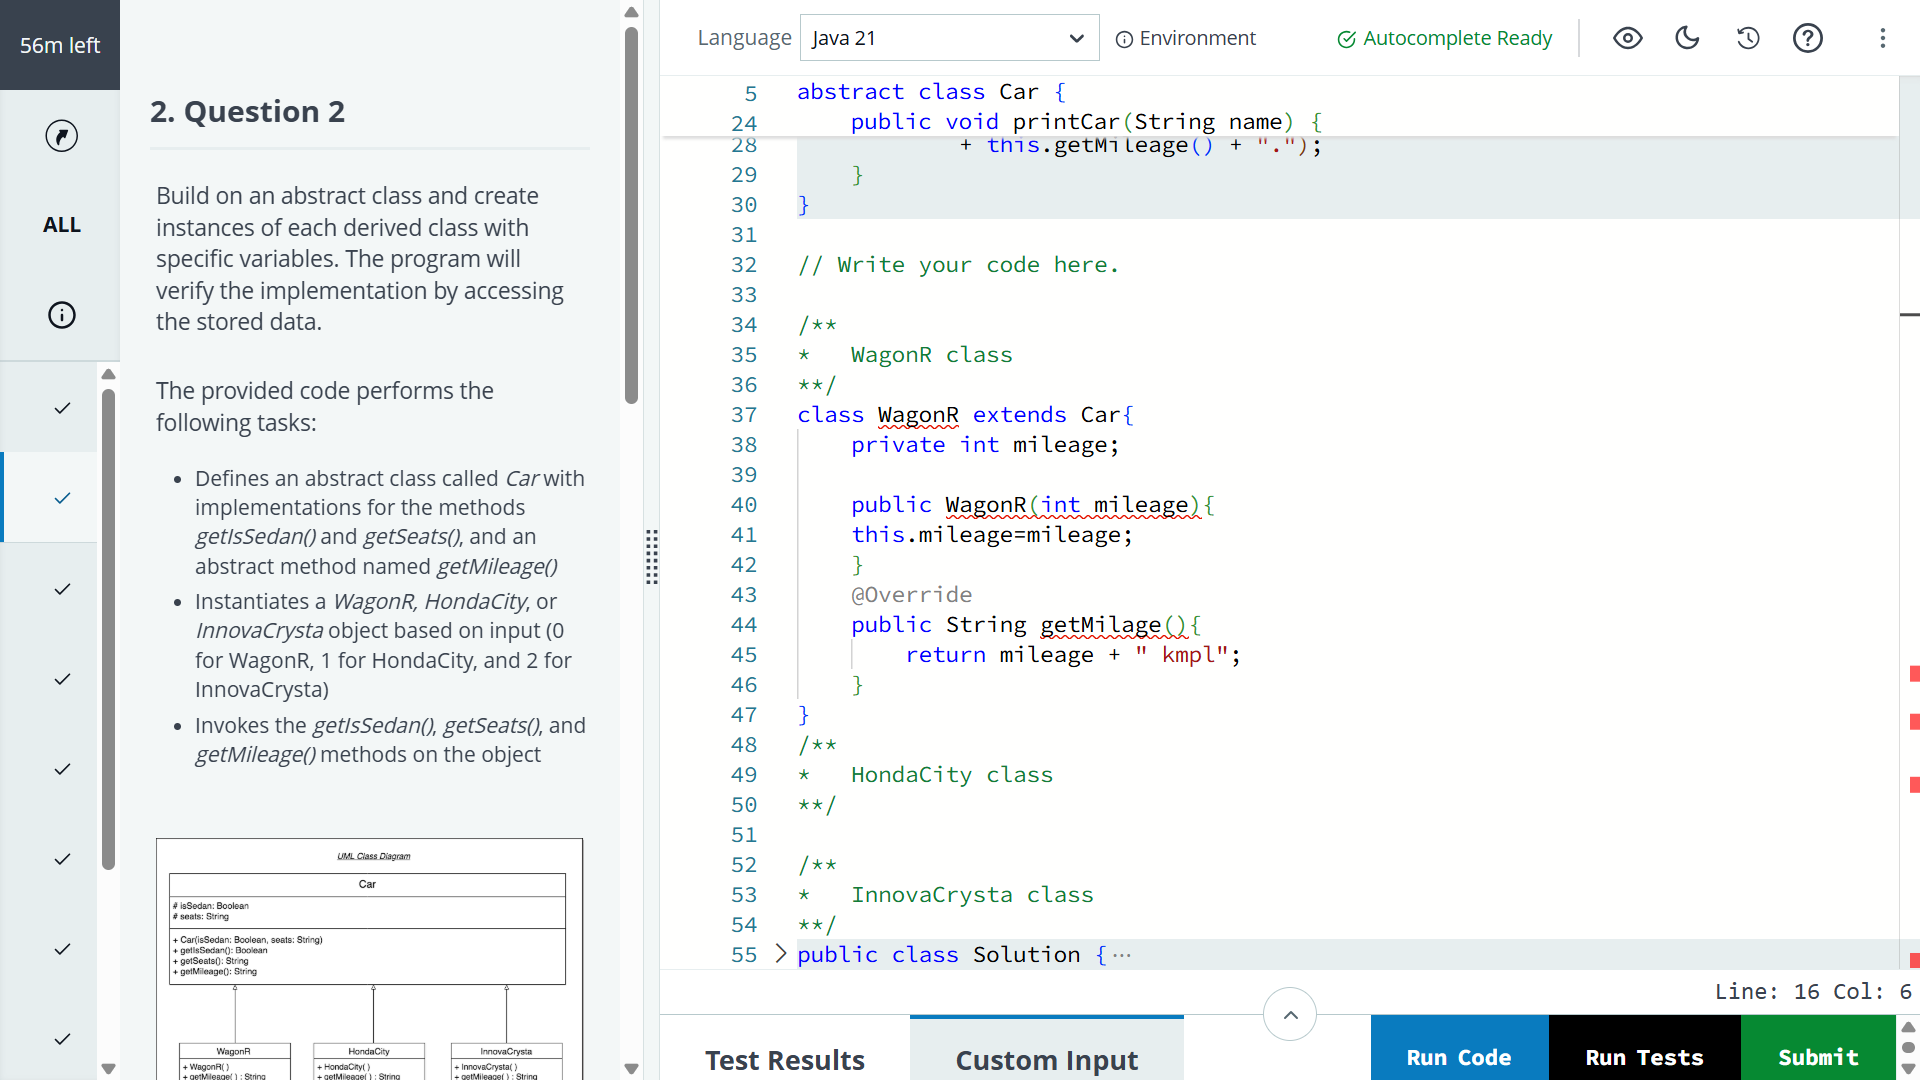 56m left
ALL
2. Question 2
Build on an abstract class and create
instances of each derived class with
specific variables. The program will
verify the implementation by accessing
the stored data.
The provided code performs the
following tasks:
• Defines an abstract class called Car with
implementations for the methods
getIsSedan() and getSeats(), and an
abstract method named getMileage()
• Instantiates a WagonR, HondaCity, or
InnovaCrysta object based on input (0
for WagonR, 1 for HondaCity, and 2 for
InnovaCrysta)
• Invokes the getIsSedan(), getSeats(), and
getMileage() methods on the object
UML Class Diagram
Car
# isSedan: Boolean
# seats: String
+ Car(isSedan: Boolean, seats: String)
+ getIsSedan(): Boolean
+ getSeats(): String
+ getMileage(): String
WagonR
+ WagonR( )
+ getMileage( ) : String
HondaCity
+ HondaCity( )
+ getMileage( ) : String
InnovaCrysta
+ InnovaCrysta( )
+ getMileage( ) : String
Language Java 21 Environment Autocomplete Ready
5 abstract class Car {
24 public void printCar(String name) {
28 + this.getMileage() + ".");
29 }
30 }
31
32 // Write your code here.
33
34 /**
35 * WagonR class
36 **/
37 class WagonR extends Car{
38 private int mileage;
39
40 public WagonR(int mileage){
41 this.mileage=mileage;
42 }
43 @Override
44 public String getMilage(){
45 return mileage + " kmpl";
46 }
47 }
48 /**
49 * HondaCity class
50 **/
51
52 /**
53 * InnovaCrysta class
54 **/
55 public class Solution {···
Line: 16 Col: 6
Test Results
Custom Input
Run Code
Run Tests
Submit